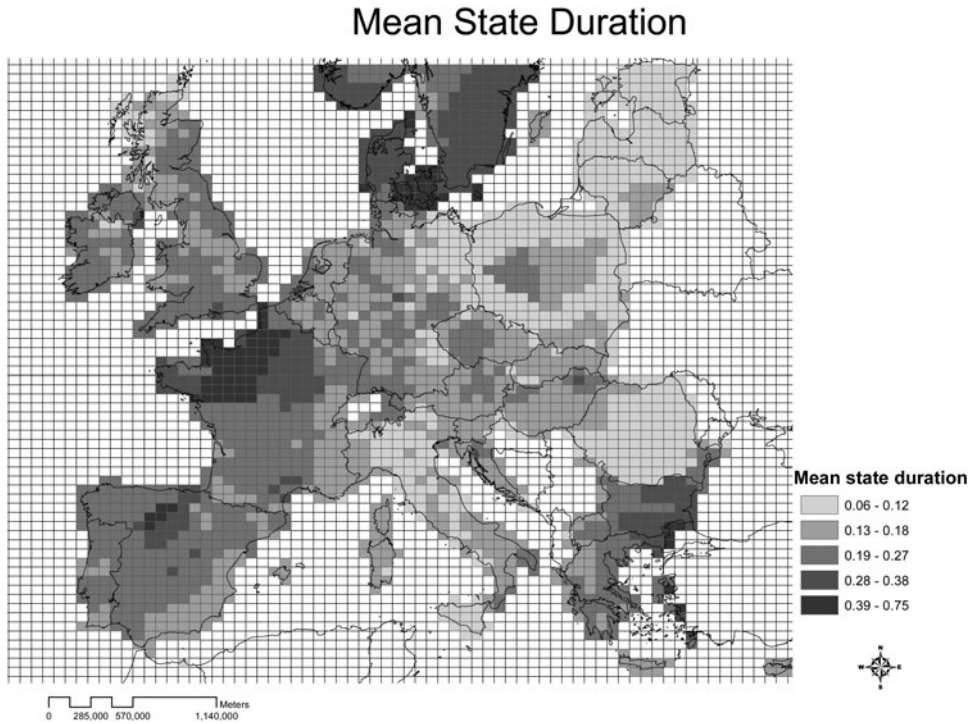 Mean State Duration
Mean state duration
0.06 - 0.12
0.13 - 0.18
0.19 - 0.27
0.28 - 0.38
0.39 - 0.75
N
W E
S
Meters
0 285,000 570,000 1,140,000